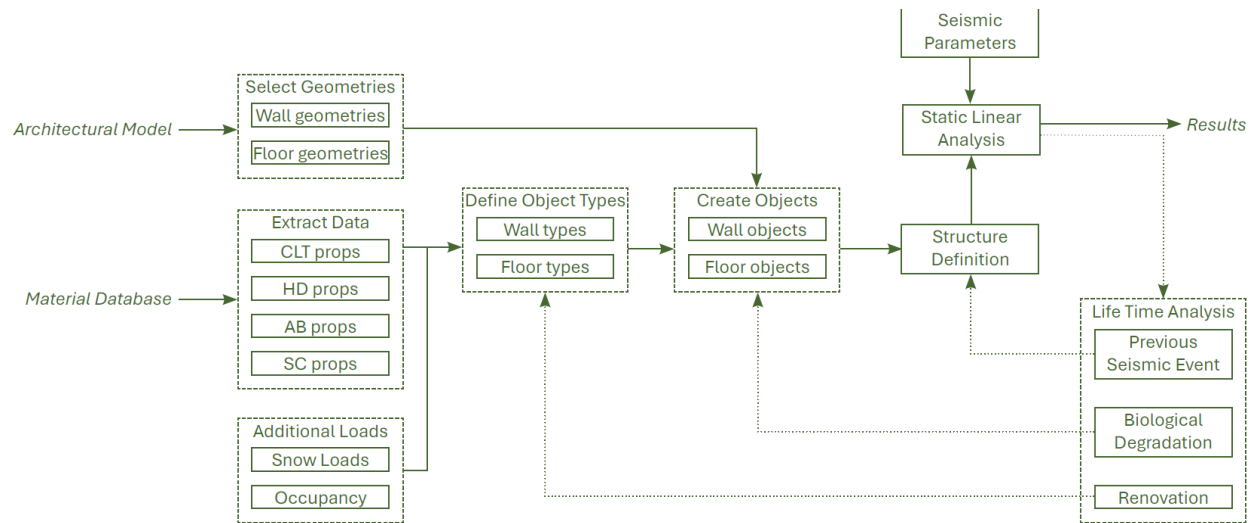 Seismic
Parameters
Select Geometries
Wall geometries
Floor geometries
Architectural Model
Static Linear
Analysis
Results
Extract Data
CLT props
HD props
AB props
SC props
Material Database
Define Object Types
Wall types
Floor types
Create Objects
Wall objects
Floor objects
Structure
Definition
Life Time Analysis
Previous
Seismic Event
Biological
Degradation
Renovation
Additional Loads
Snow Loads
Occupancy